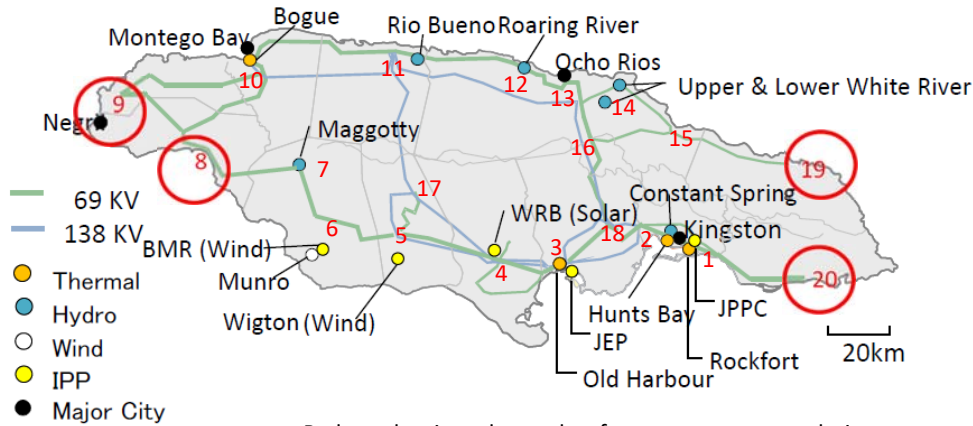 Bogue
Montego Bay
Rio Bueno
Roaring River
Ocho Rios
Upper & Lower White River
10
11
12
13
14
9
Negri
8
Maggotty
7
15
16
19
69 KV
138 KV
17
6
5
BMR (Wind)
Munro
WRB (Solar)
Constant Spring
Kingston
3
18
2
1
4
20
Wigton (Wind)
Hunts Bay
JPPC
JEP
Rockfort
Old Harbour
20km
Thermal
Hydro
Wind
IPP
Major City